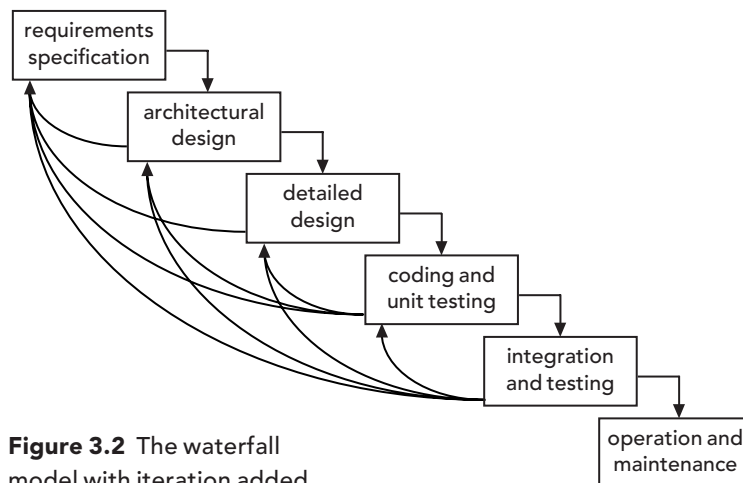 requirements
specification
architectural
design
detailed
design
coding and
unit testing
integration
and testing
operation and
maintenance
Figure 3.2 The waterfall
model with iteration added